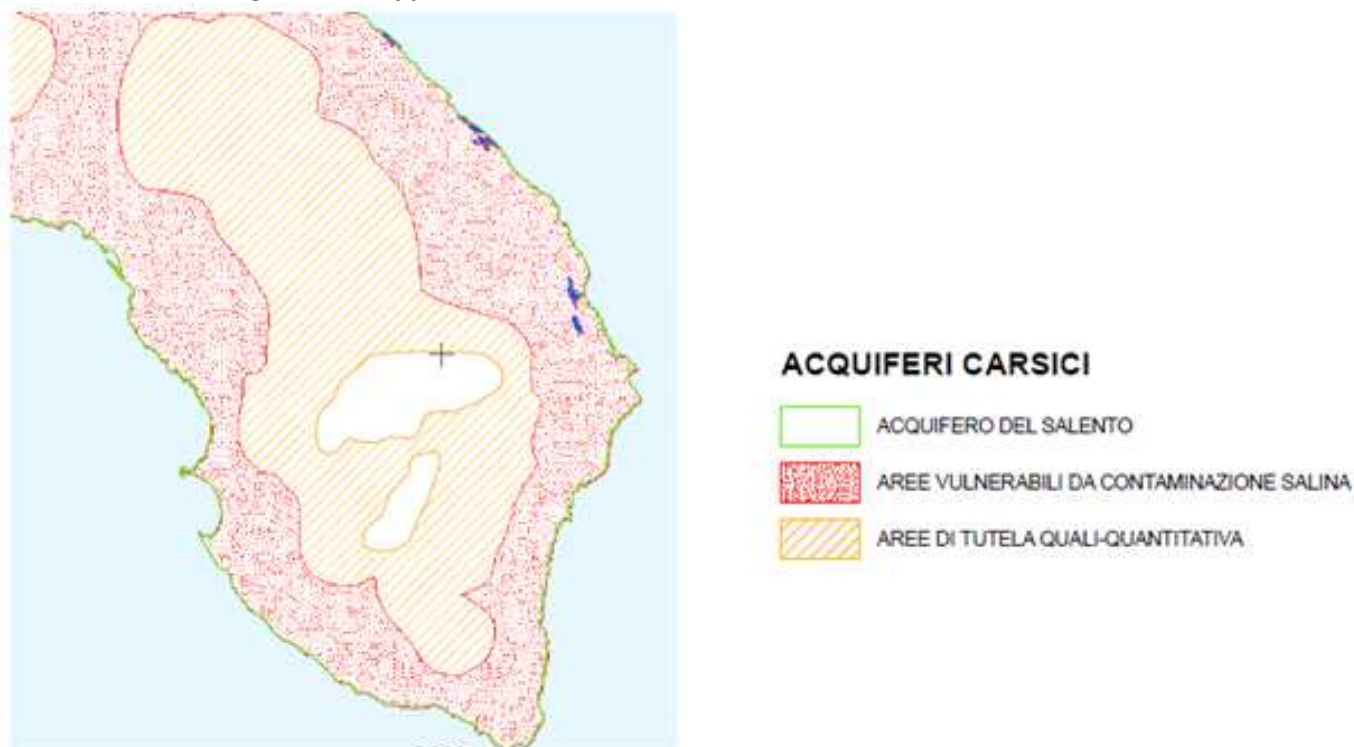 ACQUIFERI CARSICI
ACQUIFERO DEL SALENTO
AREE VULNERABILI DA CONTAMINAZIONE SALINA
AREE DI TUTELA QUALI-QUANTITATIVA